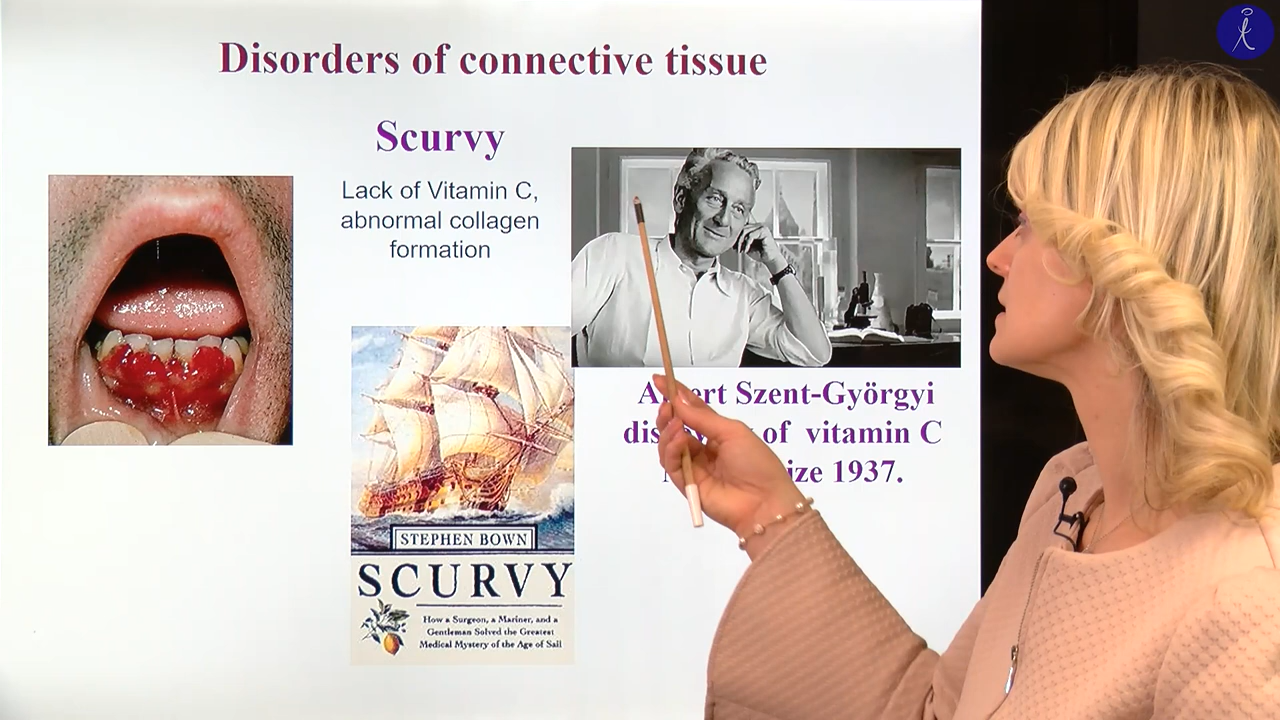 Disorders of connective tissue
Scurvy
Lack of Vitamin C,
abnormal collagen
formation
Szent-Györgyi
of vitamin C
1937.
STEPHEN BOWN
SCURVY
How a Surgeon, a Mariner, and a
Gentleman Solved the Greatest
Medical Mystery of the Age of Sail